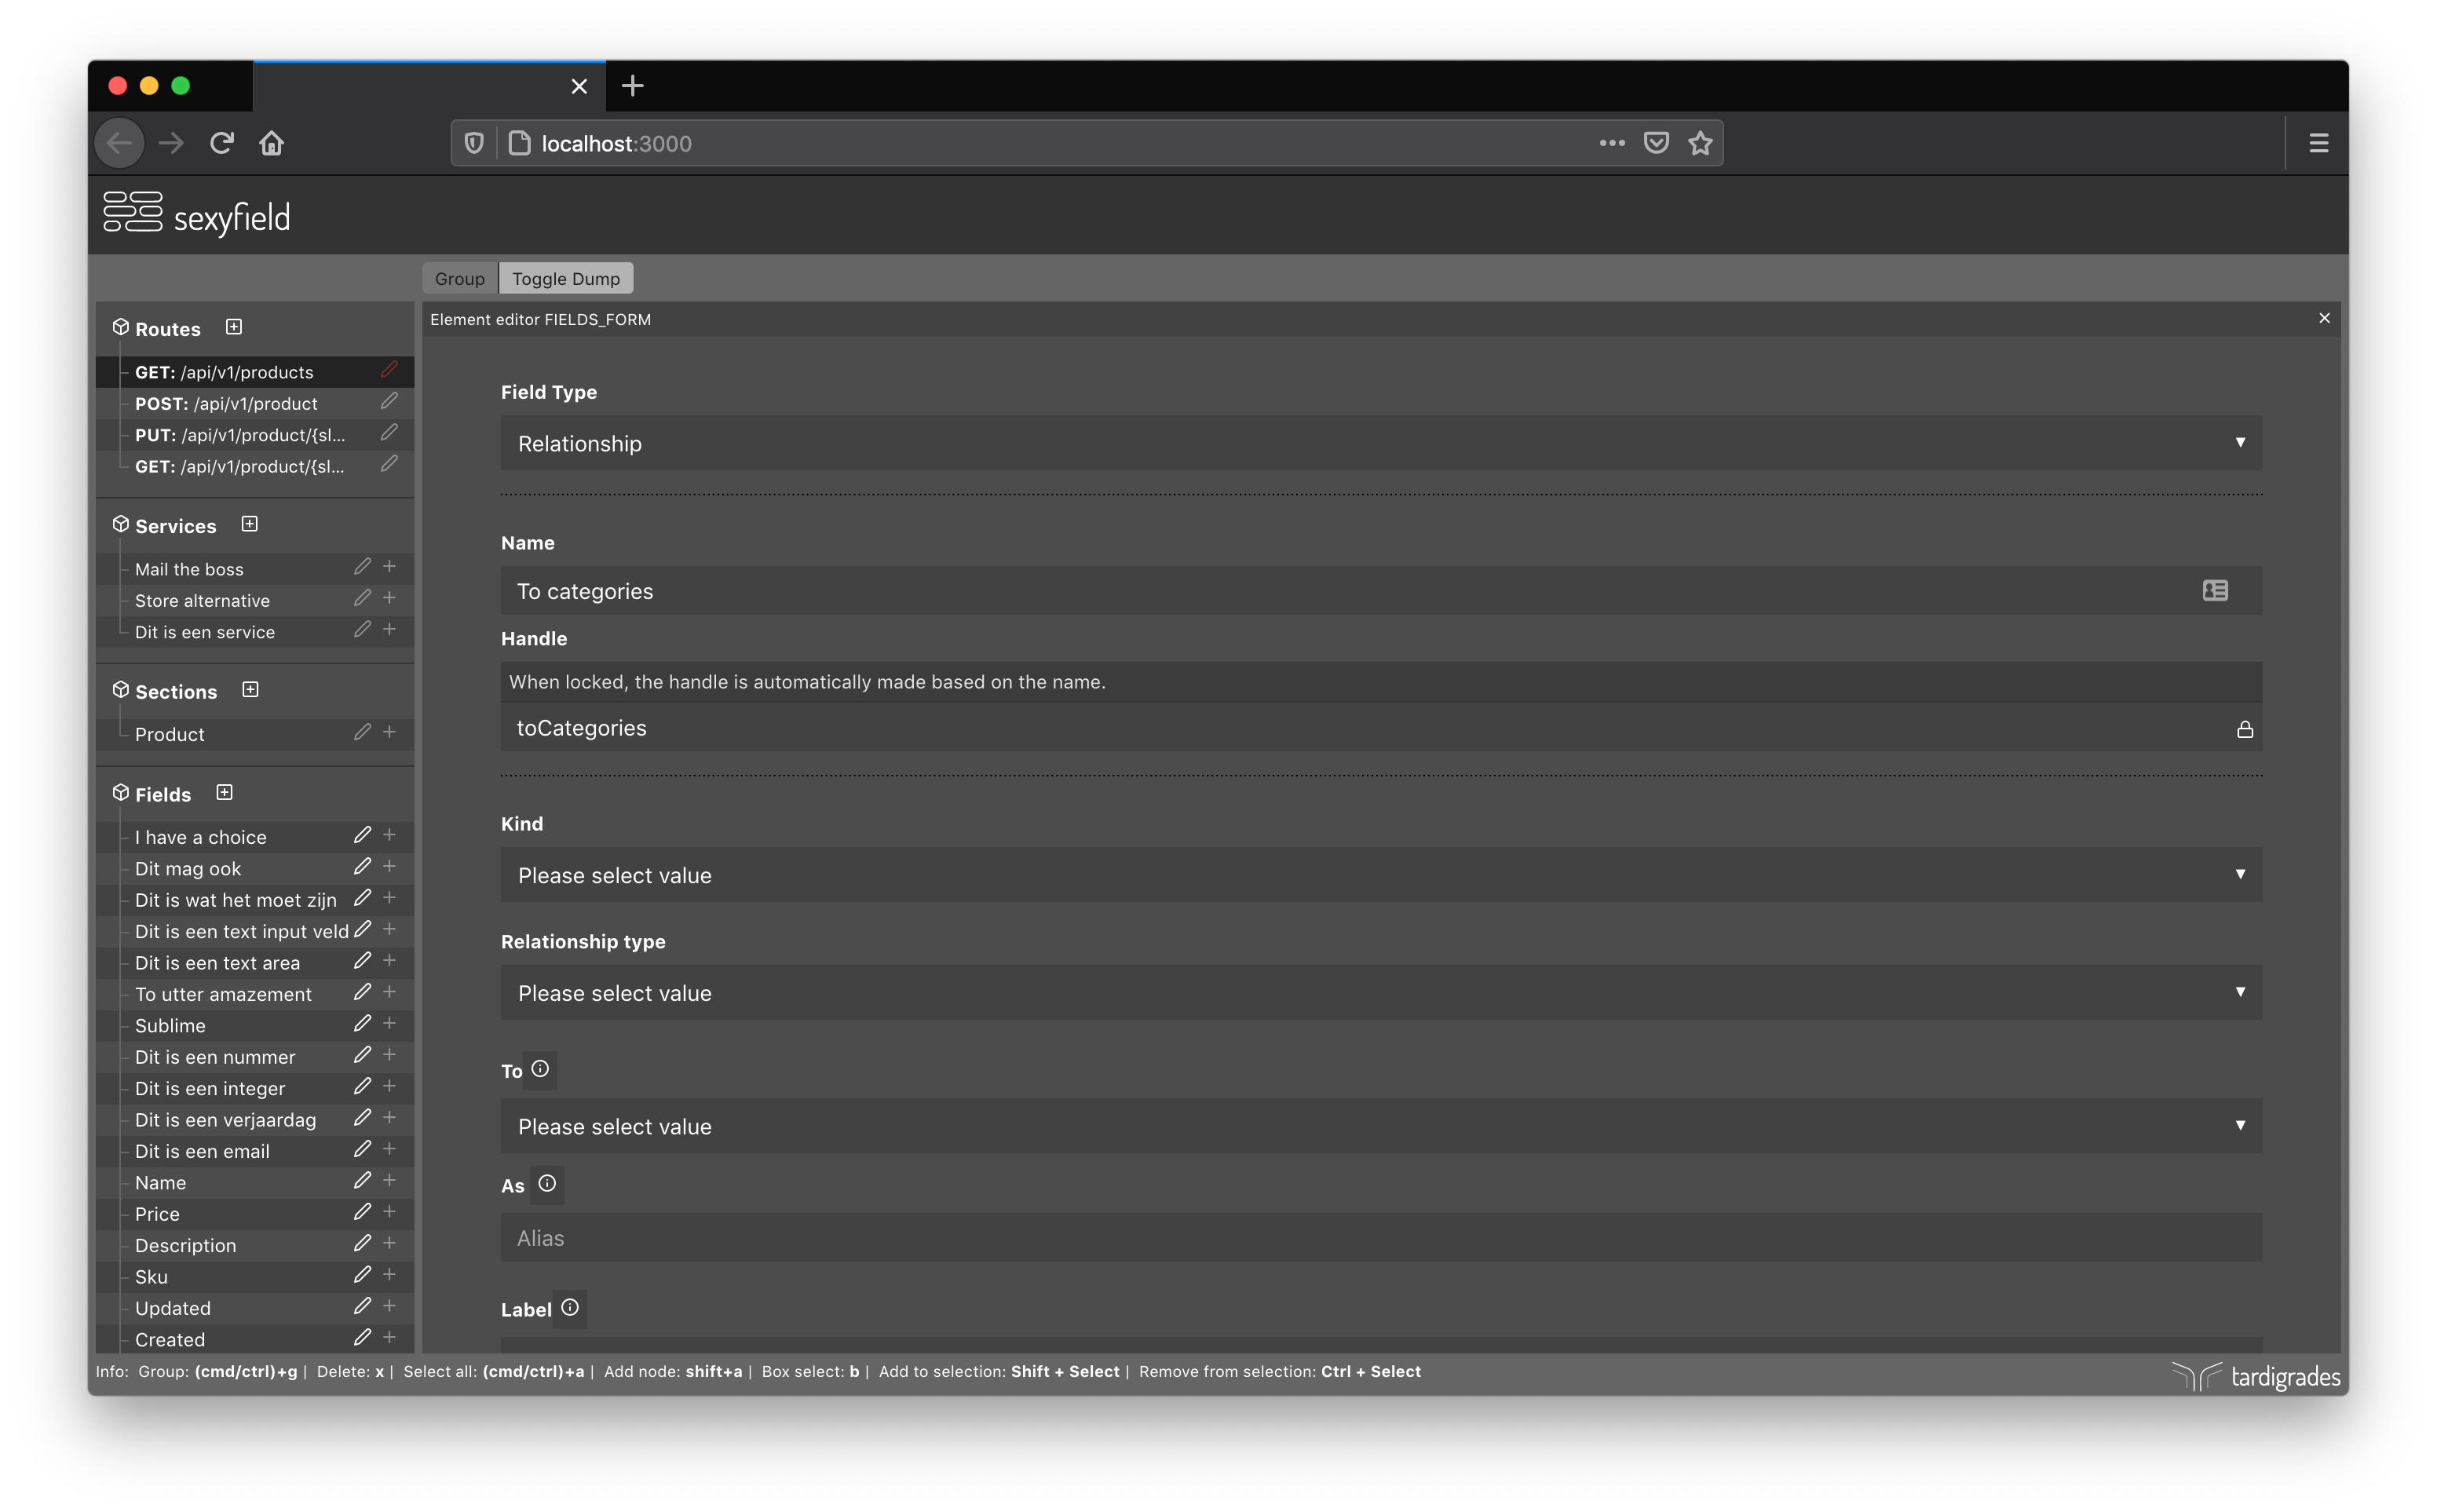 localhost:3000
sexyfield
Group Toggle Dump
Routes
GET: /api/v1/products
POST: /api/v1/product
PUT: /api/v1/product/{sl...
GET: /api/v1/product/{sl...
Services
Mail the boss
Store alternative
Dit is een service
Sections
Product
Fields
I have a choice
Dit mag ook
Dit is wat het moet zijn
Dit is een text input veld
Dit is een text area
To utter amazement
Sublime
Dit is een nummer
Dit is een integer
Dit is een verjaardag
Dit is een email
Name
Price
Description
Sku
Updated
Created
Element editor FIELDS_FORM
Field Type
Relationship
Name
To categories
Handle
When locked, the handle is automatically made based on the name.
toCategories
Kind
Please select value
Relationship type
Please select value
To
Please select value
As
Alias
Label
Info: Group: (cmd/ctrl)+g | Delete: x | Select all: (cmd/ctrl)+a | Add node: shift+a | Box select: b | Add to selection: Shift + Select | Remove from selection: Ctrl + Select
tardigrades